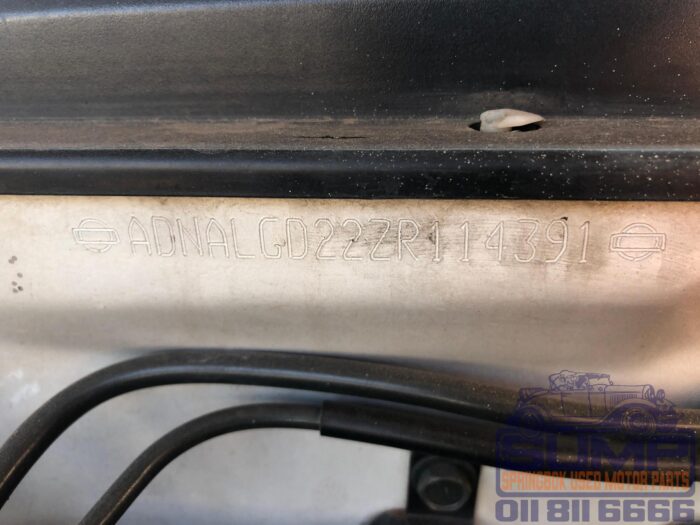 ADNALGD22ZR114391
SUMP
SPRINGBOK USED MOTOR PARTS
011 811 6666